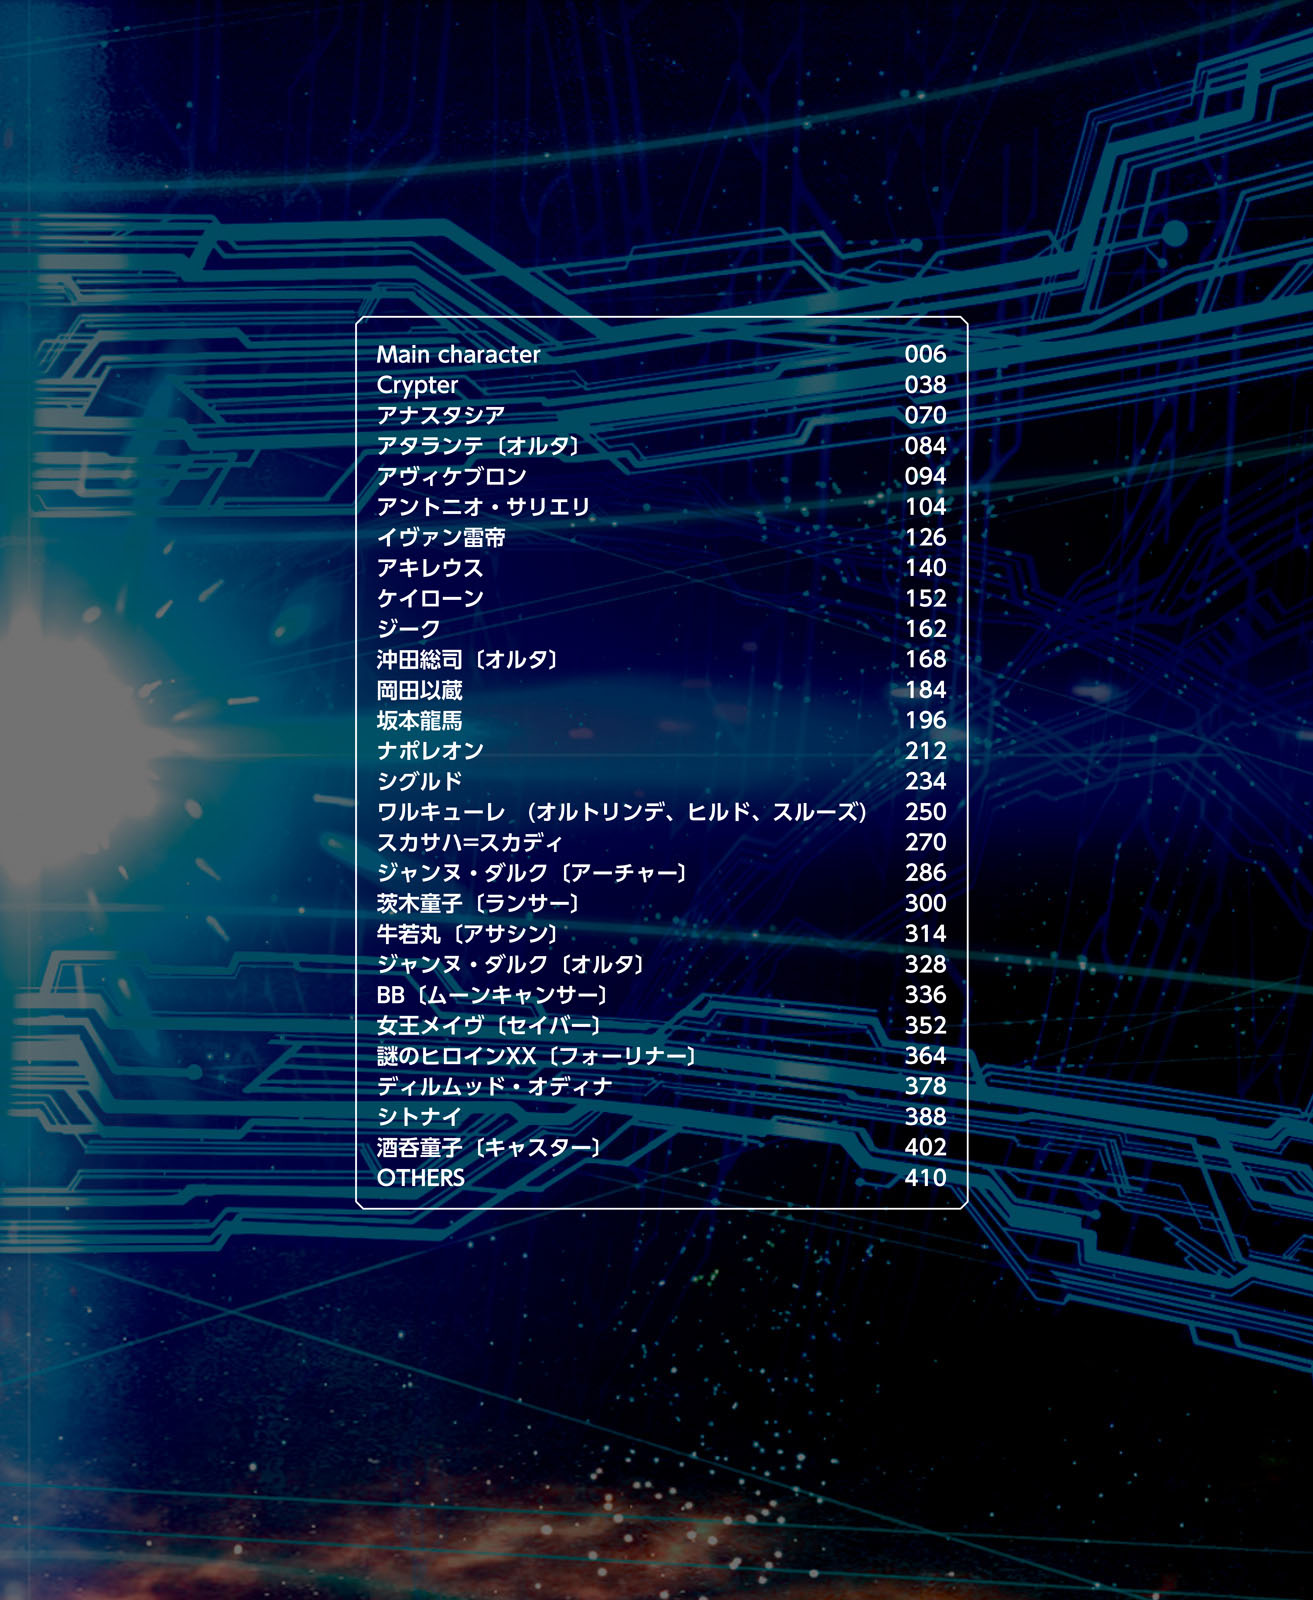 Main character 006
Crypter 038
アナスタシア 070
アタランテ〔オルタ〕 084
アヴィケブロン 094
アントニオ・サリエリ 104
イヴァン雷帝 126
アキレウス 140
ケイローン 152
ジーク 162
沖田総司〔オルタ〕 168
岡田以蔵 184
坂本龍馬 196
ナポレオン 212
シグルド 234
ワルキューレ (オルトリンデ、ヒルド、スルーズ) 250
スカサハ=スカディ 270
ジャンヌ・ダルク〔アーチャー〕 286
茨木童子〔ランサー〕 300
牛若丸〔アサシン〕 314
ジャンヌ・ダルク〔オルタ〕 328
BB〔ムーンキャンサー〕 336
女王メイヴ〔セイバー〕 352
謎のヒロインXX〔フォーリナー〕 364
ディルムッド・オディナ 378
シトナイ 388
酒呑童子〔キャスター〕 402
OTHERS 410